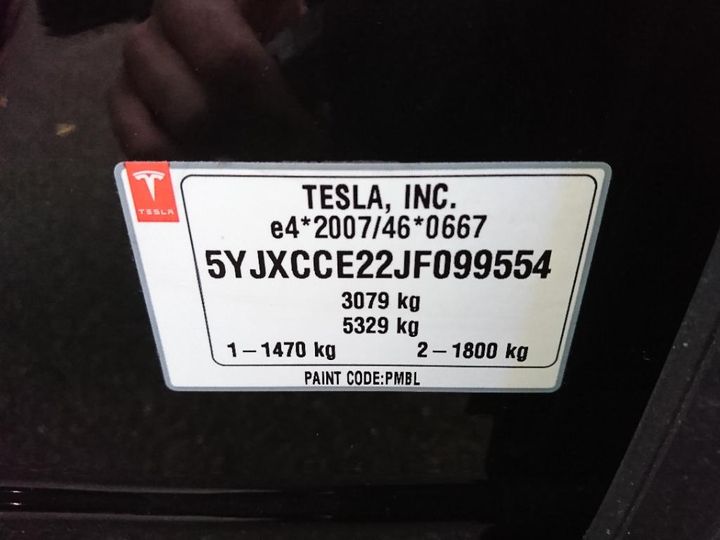 TESLA
TESLA, INC.
e4*2007/46*0667
5YJXCCE22JF099554
3079 kg
5329 kg
1 – 1470 kg 2 – 1800 kg
PAINT CODE:PMBL